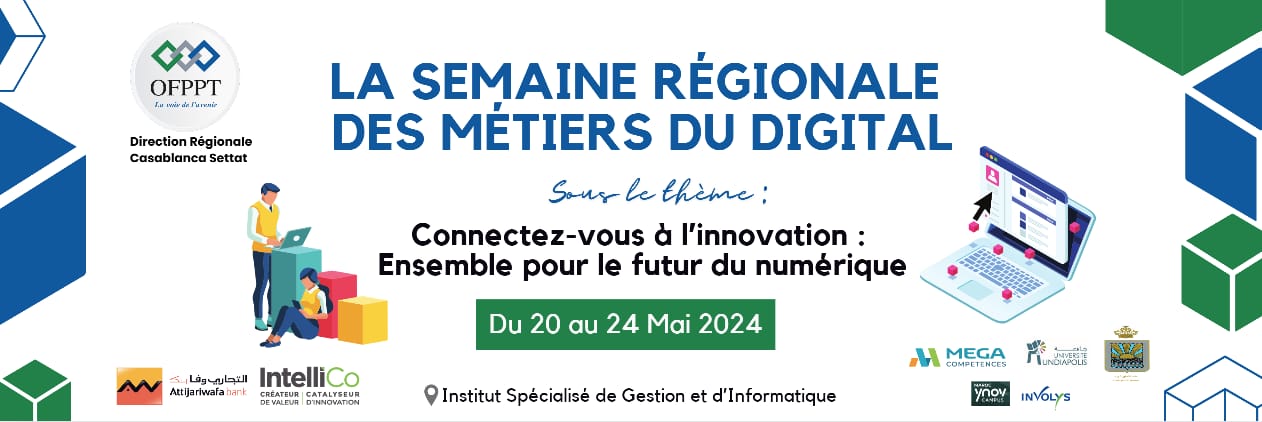 OFPPT
La voie de l'avenir
Direction Régionale
Casablanca Settat
LA SEMAINE RÉGIONALE
DES MÉTIERS DU DIGITAL
Sous le thème :
Connectez-vous à l'innovation :
Ensemble pour le futur du numérique
Du 20 au 24 Mai 2024
التجاري وفا بنك
Attijariwafa bank
IntelliCo
CRÉATEUR DE VALEUR | CATALYSEUR D'INNOVATION
Institut Spécialisé de Gestion et d'Informatique
MEGA
COMPETENCES
جامعة
UNIVERSITÉ
MUNDIAPOLIS
MAROC
ynov
CAMPUS
INVOLYS